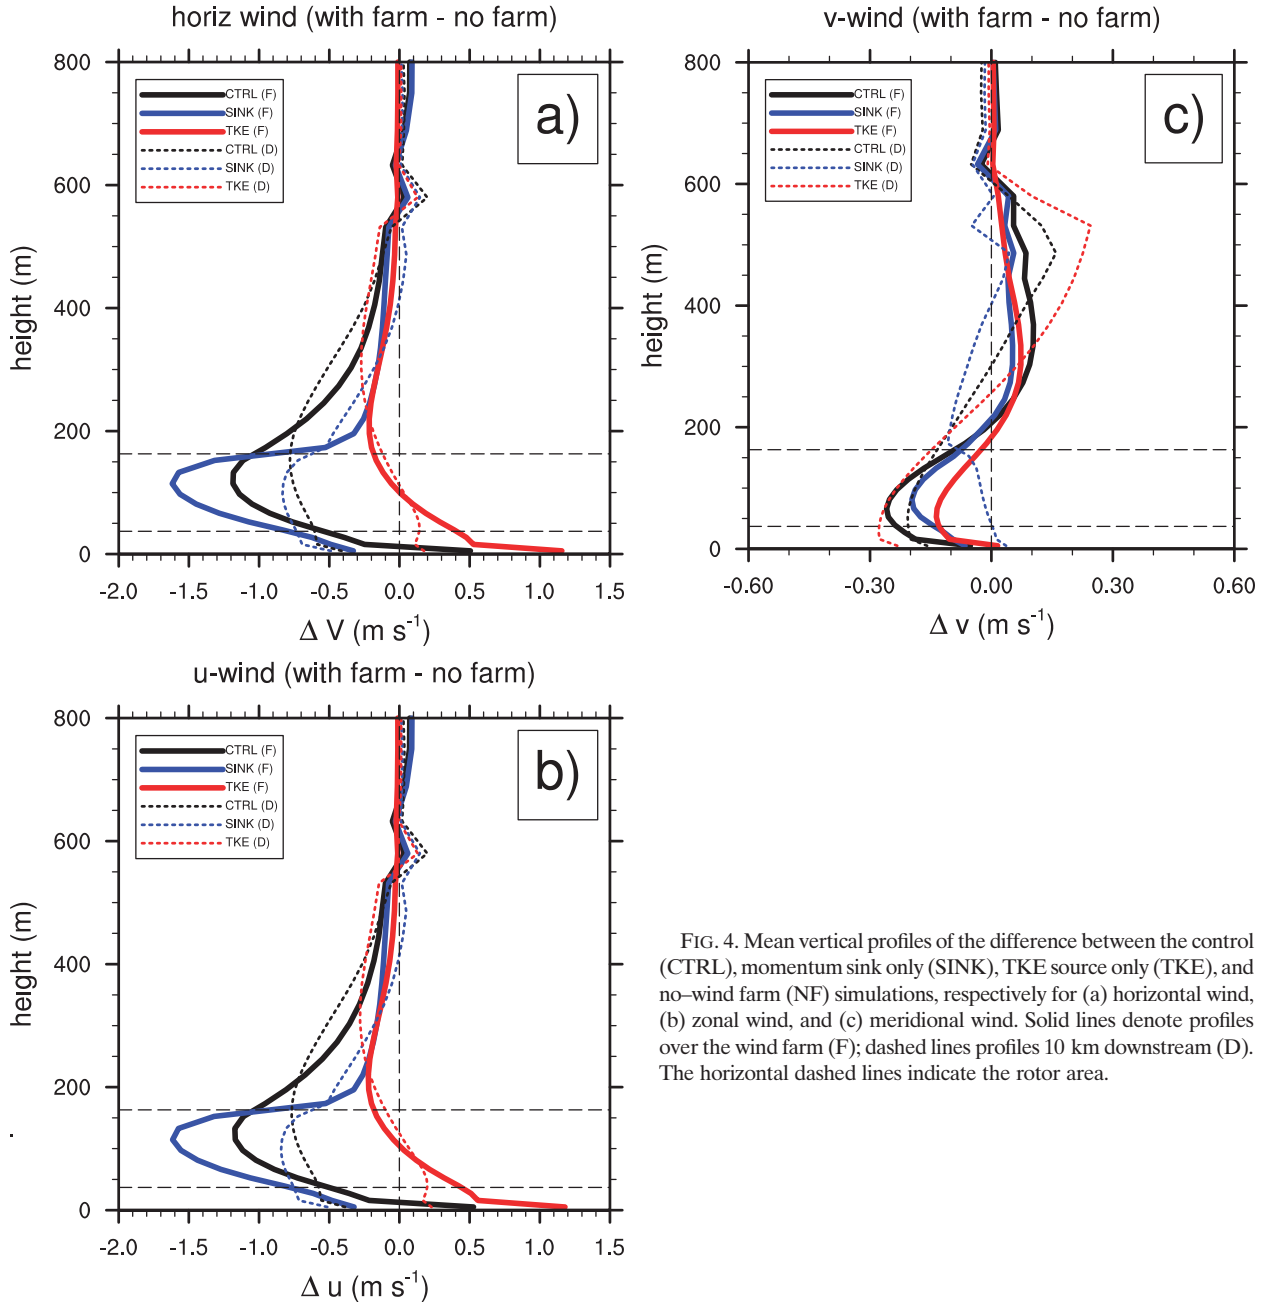 horiz wind (with farm - no farm)
800
600
400
200
0
height (m)
CTRL (F)
SINK (F)
TKE (F)
CTRL (D)
SINK (D)
TKE (D)
a)
-2.0 -1.5 -1.0 -0.5 0.0 0.5 1.0 1.5
Δ V (m s⁻¹)
v-wind (with farm - no farm)
800
600
400
200
0
height (m)
CTRL (F)
SINK (F)
TKE (F)
CTRL (D)
SINK (D)
TKE (D)
c)
-0.60 -0.30 0.00 0.30 0.60
Δ v (m s⁻¹)
u-wind (with farm - no farm)
800
600
400
200
0
height (m)
CTRL (F)
SINK (F)
TKE (F)
CTRL (D)
SINK (D)
TKE (D)
b)
-2.0 -1.5 -1.0 -0.5 0.0 0.5 1.0 1.5
Δ u (m s⁻¹)
FIG. 4. Mean vertical profiles of the difference between the control
(CTRL), momentum sink only (SINK), TKE source only (TKE), and
no–wind farm (NF) simulations, respectively for (a) horizontal wind,
(b) zonal wind, and (c) meridional wind. Solid lines denote profiles
over the wind farm (F); dashed lines profiles 10 km downstream (D).
The horizontal dashed lines indicate the rotor area.